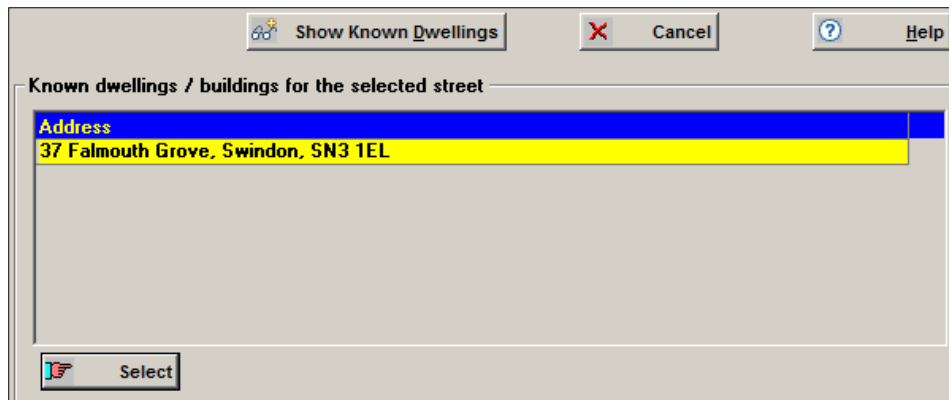 Show Known Dwellings Cancel Help
Known dwellings / buildings for the selected street
Address
37 Falmouth Grove, Swindon, SN3 1EL
Select